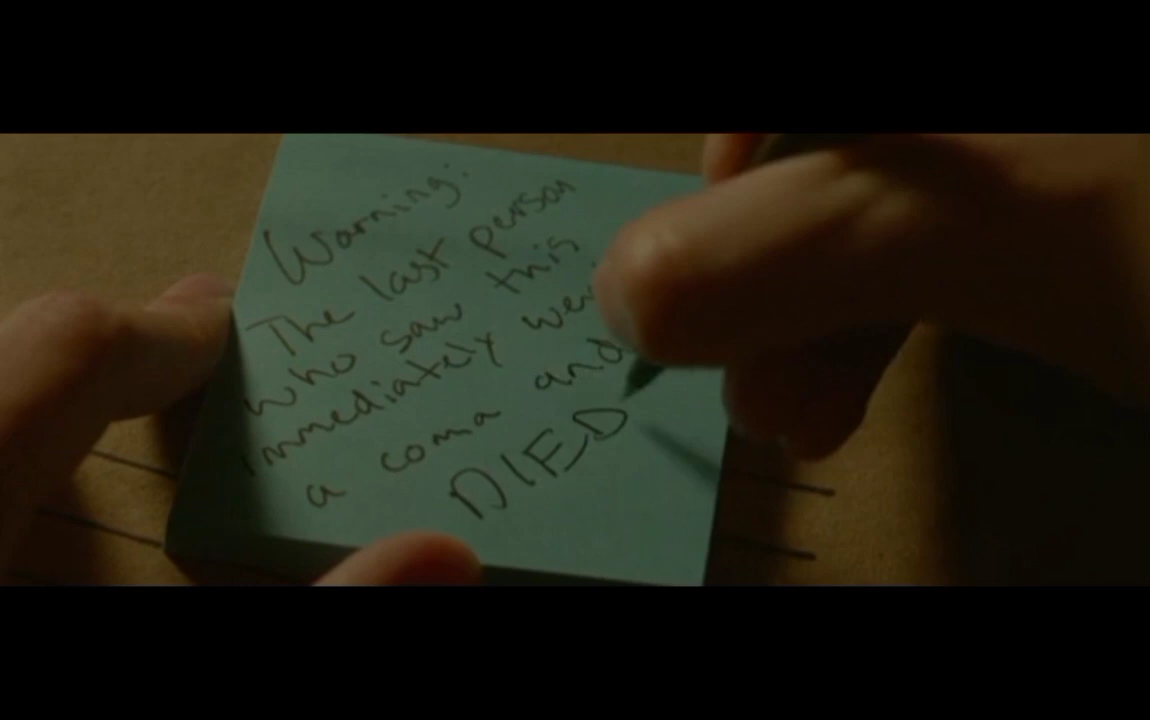 Warning:
The last person
who saw this
immediately
a coma and
DIED